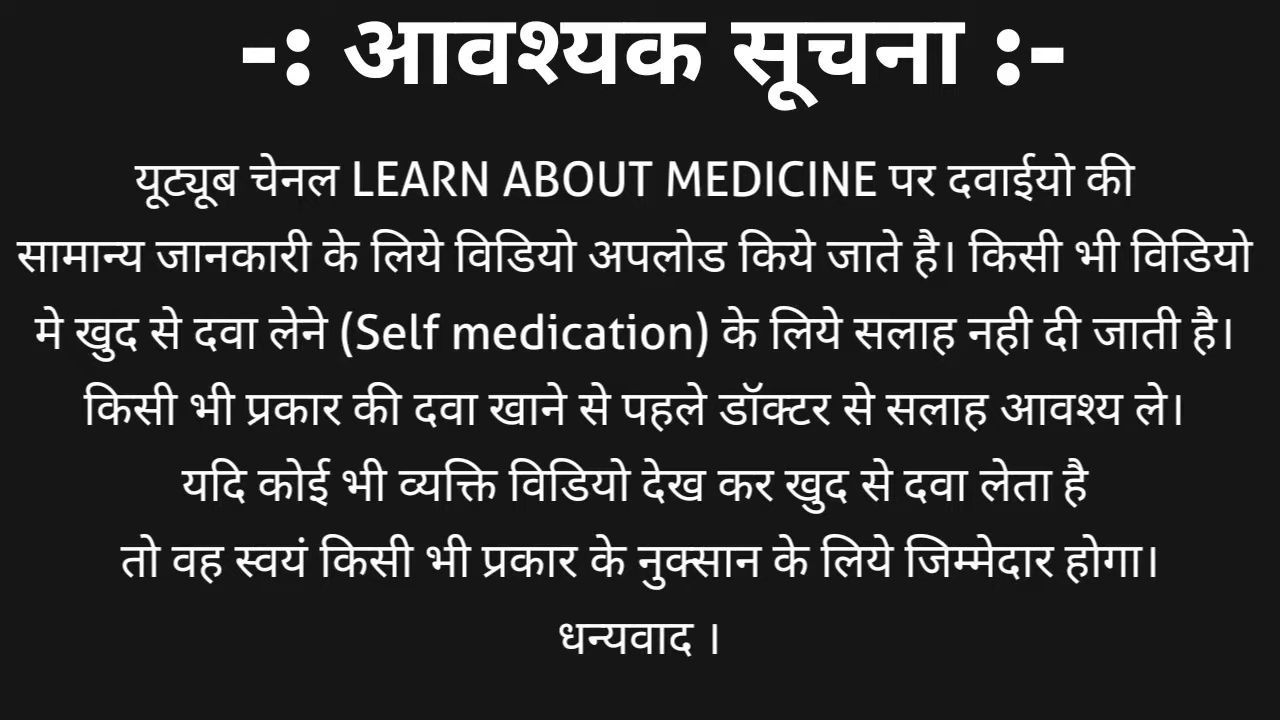 -: आवश्यक सूचना :-
यूट्यूब चेनल LEARN ABOUT MEDICINE पर दवाईयो की
सामान्य जानकारी के लिये विडियो अपलोड किये जाते है। किसी भी विडियो
मे खुद से दवा लेने (Self medication) के लिये सलाह नही दी जाती है।
किसी भी प्रकार की दवा खाने से पहले डॉक्टर से सलाह आवश्य ले।
यदि कोई भी व्यक्ति विडियो देख कर खुद से दवा लेता है
तो वह स्वयं किसी भी प्रकार के नुक्सान के लिये जिम्मेदार होगा।
धन्यवाद ।